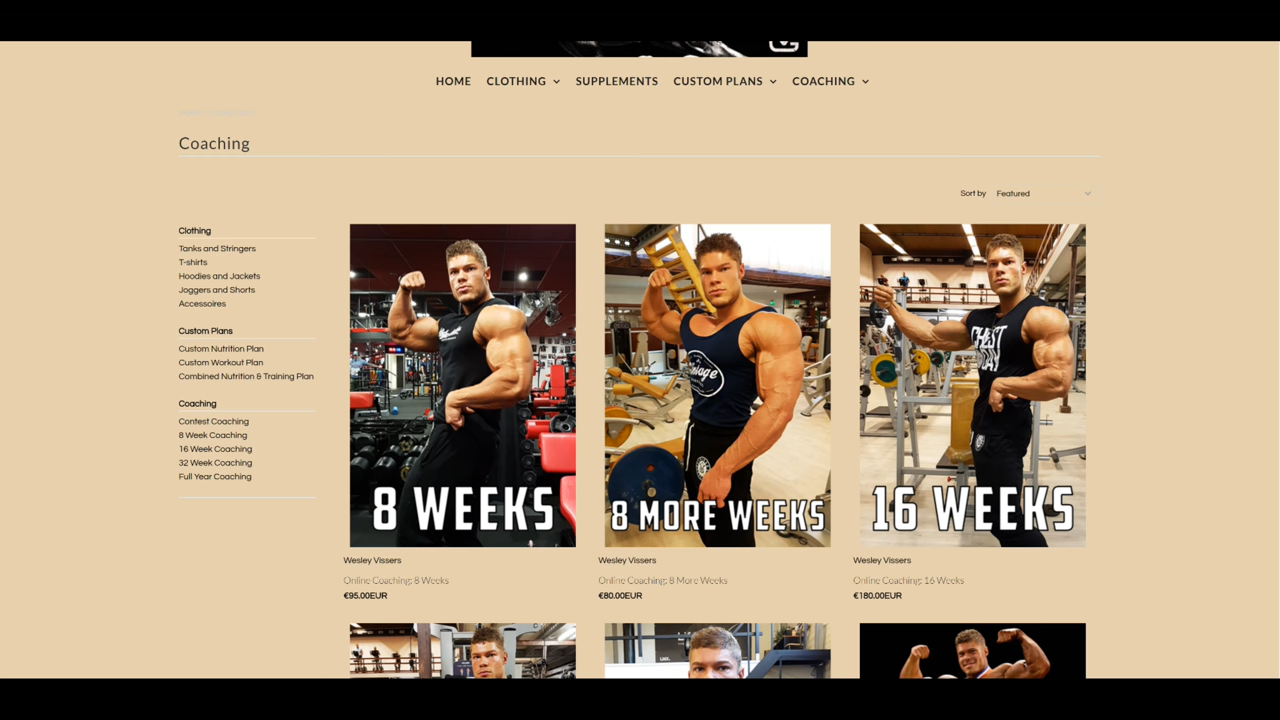 HOME CLOTHING SUPPLEMENTS CUSTOM PLANS COACHING
Coaching
Sort by Featured
Clothing
Tanks and Stringers
T-shirts
Hoodies and Jackets
Joggers and Shorts
Accessoires
Custom Plans
Custom Nutrition Plan
Custom Workout Plan
Combined Nutrition & Training Plan
Coaching
Contest Coaching
8 Week Coaching
16 Week Coaching
32 Week Coaching
Full Year Coaching
8 WEEKS
Wesley Vissers
Online Coaching: 8 Weeks
€95.00EUR
8 MORE WEEKS
Wesley Vissers
Online Coaching: 8 More Weeks
€80.00EUR
CHEST
DAY
16 WEEKS
Wesley Vissers
Online Coaching: 16 Weeks
€180.00EUR